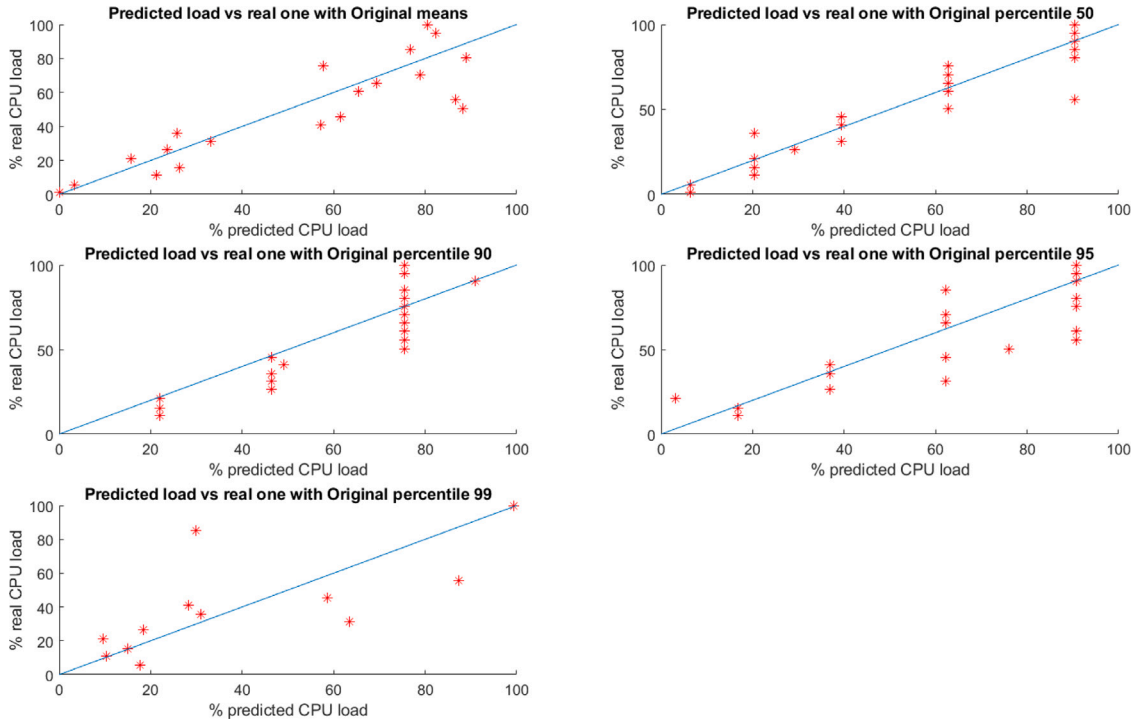 Predicted load vs real one with Original means
% real CPU load
100
80
60
40
20
0
0 20 40 60 80 100
% predicted CPU load
Predicted load vs real one with Original percentile 50
% real CPU load
100
50
0
0 20 40 60 80 100
% predicted CPU load
Predicted load vs real one with Original percentile 90
% real CPU load
100
50
0
0 20 40 60 80 100
% predicted CPU load
Predicted load vs real one with Original percentile 95
% real CPU load
100
50
0
0 20 40 60 80 100
% predicted CPU load
Predicted load vs real one with Original percentile 99
% real CPU load
100
80
60
40
20
0
0 20 40 60 80 100
% predicted CPU load